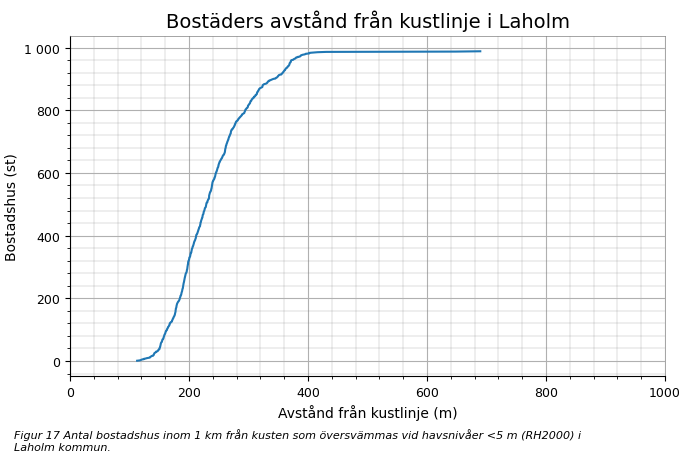 Bostäders avstånd från kustlinje i Laholm
Bostadshus (st)
1 000
800
600
400
200
0
0 200 400 600 800 1000
Avstånd från kustlinje (m)
Figur 17 Antal bostadshus inom 1 km från kusten som översvämmas vid havsnivåer <5 m (RH2000) i
Laholm kommun.